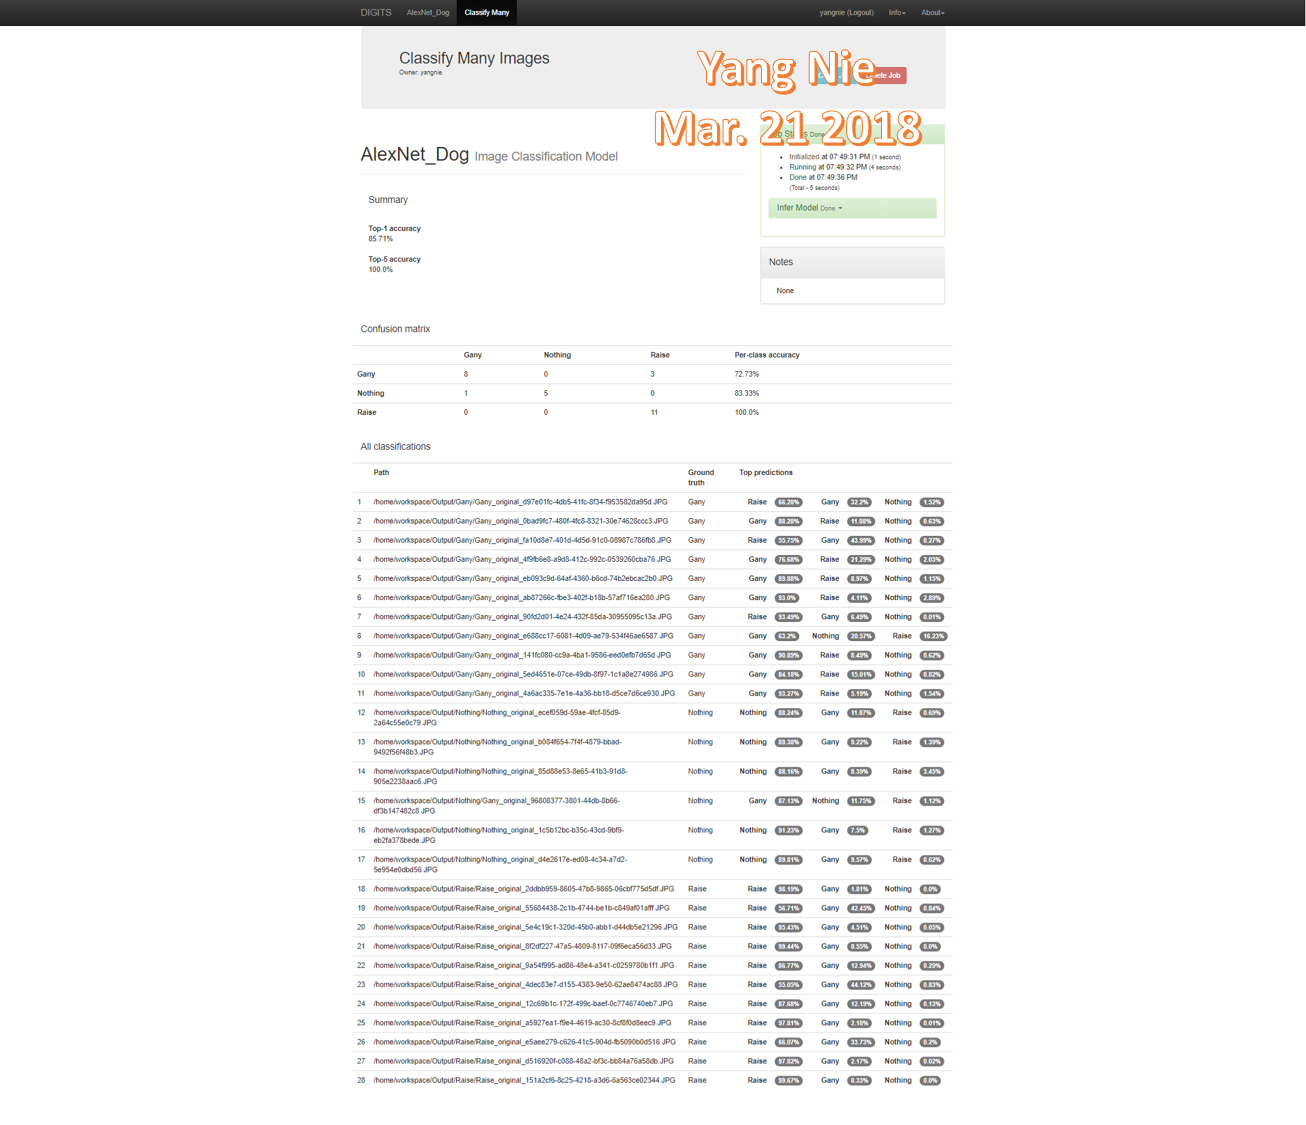 DIGITS AlexNet_Dog Classify Many yangnie (Logout) Info About
Classify Many Images
Owner: yangnie
Yang Nie
Job
Mar. 21 2018
Done
AlexNet_Dog Image Classification Model
Initialized at 07:49:31 PM (1 second)
Running at 07:49:32 PM (4 seconds)
Done at 07:49:36 PM
(Total - 5 seconds)
Infer Model Done
Summary
Top-1 accuracy
85.71%
Top-5 accuracy
100.0%
Notes
None
Confusion matrix
Gany Nothing Raise Per-class accuracy
Gany 8 0 3 72.73%
Nothing 1 5 0 83.33%
Raise 0 0 11 100.0%
All classifications
Path Ground truth Top predictions
1 /home/workspace/Output/Gany/Gany_original_d97e01fc-4db5-41fc-8f34-f953582da95d.JPG Gany Raise 66.28% Gany 32.2% Nothing 1.52%
2 /home/workspace/Output/Gany/Gany_original_0bad9fc7-480f-4fc8-8321-30e74628ccc3.JPG Gany Gany 88.28% Raise 11.08% Nothing 0.63%
3 /home/workspace/Output/Gany/Gany_original_fa10d8e7-401d-4d5d-91c0-08987c786fb8.JPG Gany Raise 55.75% Gany 43.99% Nothing 0.27%
4 /home/workspace/Output/Gany/Gany_original_4f9fb6e8-a9d8-412c-992c-0539260cba76.JPG Gany Gany 76.68% Raise 21.29% Nothing 2.03%
5 /home/workspace/Output/Gany/Gany_original_eb093c9d-64af-4360-b6cd-74b2ebcac2b0.JPG Gany Gany 89.88% Raise 8.97% Nothing 1.15%
6 /home/workspace/Output/Gany/Gany_original_ab87266c-fbe3-402f-b18b-57af716ea280.JPG Gany Gany 93.0% Raise 4.11% Nothing 2.89%
7 /home/workspace/Output/Gany/Gany_original_90fd2d01-4e24-432f-85da-30955095c13a.JPG Gany Raise 93.49% Gany 6.49% Nothing 0.01%
8 /home/workspace/Output/Gany/Gany_original_e688cc17-6081-4d09-ae79-534f46ae6587.JPG Gany Gany 63.2% Nothing 20.57% Raise 16.23%
9 /home/workspace/Output/Gany/Gany_original_141fc080-cc9a-4ba1-9586-eed0efb7d65d.JPG Gany Gany 90.89% Raise 8.49% Nothing 0.62%
10 /home/workspace/Output/Gany/Gany_original_5ed4651e-07ce-49db-8f97-1c1a8e274986.JPG Gany Gany 84.18% Raise 15.01% Nothing 0.82%
11 /home/workspace/Output/Gany/Gany_original_4a6ac335-7e1e-4a36-bb18-d5ce7d6ce930.JPG Gany Gany 93.27% Raise 5.19% Nothing 1.54%
12 /home/workspace/Output/Nothing/Nothing_original_ecef059d-59ae-4fcf-85d9- Nothing Nothing 88.24% Gany 11.07% Raise 0.69%
2a64c55e0c79.JPG
13 /home/workspace/Output/Nothing/Nothing_original_b084f654-7f4f-4879-bbad- Nothing Nothing 89.38% Gany 9.22% Raise 1.39%
9492f56f48b3.JPG
14 /home/workspace/Output/Nothing/Nothing_original_85d88e53-8e65-41b3-91d8- Nothing Nothing 88.16% Gany 8.39% Raise 3.45%
905e2238aac6.JPG
15 /home/workspace/Output/Nothing/Gany_original_96808377-3801-44db-8b66- Nothing Gany 87.13% Nothing 11.75% Raise 1.12%
df3b147482c8.JPG
16 /home/workspace/Output/Nothing/Nothing_original_1c5b12bc-b35c-43cd-9bf9- Nothing Nothing 91.23% Gany 7.5% Raise 1.27%
eb2fa378bede.JPG
17 /home/workspace/Output/Nothing/Nothing_original_d4e2617e-ed08-4c34-a7d2- Nothing Nothing 89.81% Gany 9.57% Raise 0.62%
5e954e0dbd56.JPG
18 /home/workspace/Output/Raise/Raise_original_2ddbb959-8605-47b8-9865-06cbf775d5df.JPG Raise Raise 98.19% Gany 1.81% Nothing 0.0%
19 /home/workspace/Output/Raise/Raise_original_55684438-2c1b-4744-be1b-c849af01afff.JPG Raise Raise 56.71% Gany 42.45% Nothing 0.84%
20 /home/workspace/Output/Raise/Raise_original_5e4c19c1-320d-45b0-abb1-d44db5e21296.JPG Raise Raise 95.43% Gany 4.51% Nothing 0.05%
21 /home/workspace/Output/Raise/Raise_original_8f2df227-47a5-4809-8117-09f6eca56d33.JPG Raise Raise 99.44% Gany 0.55% Nothing 0.0%
22 /home/workspace/Output/Raise/Raise_original_9a54f995-ad86-48e4-a341-c0259780b1f1.JPG Raise Raise 86.77% Gany 12.94% Nothing 0.29%
23 /home/workspace/Output/Raise/Raise_original_4dec83e7-d155-4383-9e50-62ae8474ac88.JPG Raise Raise 55.05% Gany 44.12% Nothing 0.83%
24 /home/workspace/Output/Raise/Raise_original_12c69b1c-172f-499c-baef-0c7746740eb7.JPG Raise Raise 87.68% Gany 12.19% Nothing 0.13%
25 /home/workspace/Output/Raise/Raise_original_a5927ea1-f9e4-4619-ac30-8cf8f0d8eec9.JPG Raise Raise 97.81% Gany 2.18% Nothing 0.01%
26 /home/workspace/Output/Raise/Raise_original_e5aee279-c626-41c5-904d-fb5090b0d516.JPG Raise Raise 66.07% Gany 33.73% Nothing 0.2%
27 /home/workspace/Output/Raise/Raise_original_d516920f-c088-48a2-bf3c-bb84a76a58db.JPG Raise Raise 97.82% Gany 2.17% Nothing 0.02%
28 /home/workspace/Output/Raise/Raise_original_151a2cf6-8c25-4218-a3d6-6a563ce02344.JPG Raise Raise 99.67% Gany 0.33% Nothing 0.0%